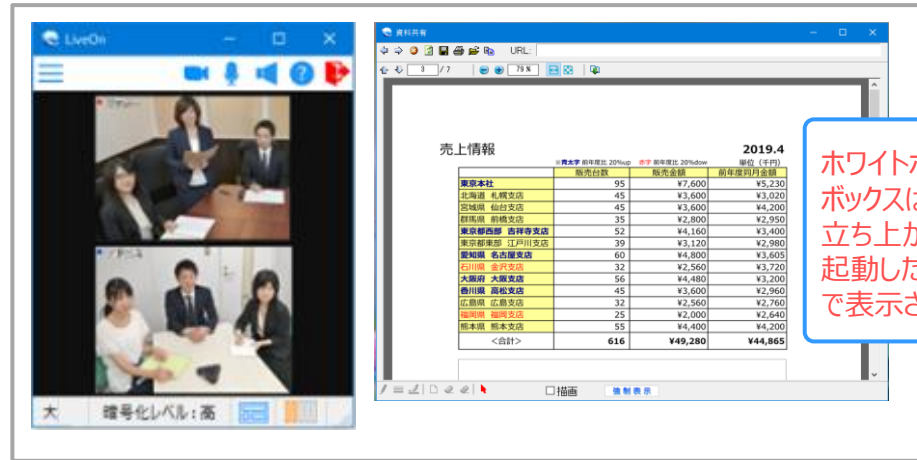 LiveOn
大 暗号化レベル:高
資料共有
URL:
3 / 7 79 %
売上情報 2019.4
※青太字 前年度比 20%up 赤字 前年度比 20%dow 単位（千円）
販売台数 販売金額 前年度同月金額
東京本社 95 ¥7,600 ¥5,230
北海道 札幌支店 45 ¥3,600 ¥3,020
宮城県 仙台支店 45 ¥3,600 ¥4,200
群馬県 前橋支店 35 ¥2,800 ¥2,950
東京都西部 吉祥寺支店 52 ¥4,160 ¥3,400
東京都東部 江戸川支店 39 ¥3,120 ¥2,980
愛知県 名古屋支店 60 ¥4,800 ¥3,605
石川県 金沢支店 32 ¥2,560 ¥3,720
大阪府 大阪支店 56 ¥4,480 ¥3,200
香川県 高松支店 45 ¥3,600 ¥2,960
広島県 広島支店 32 ¥2,560 ¥2,760
福岡県 福岡支店 25 ¥2,000 ¥2,640
熊本県 熊本支店 55 ¥4,400 ¥4,200
<合計> 616 ¥49,280 ¥44,865
描画 強制表示
ホワイト
ボックスは
立ち上か
起動した
で表示さ